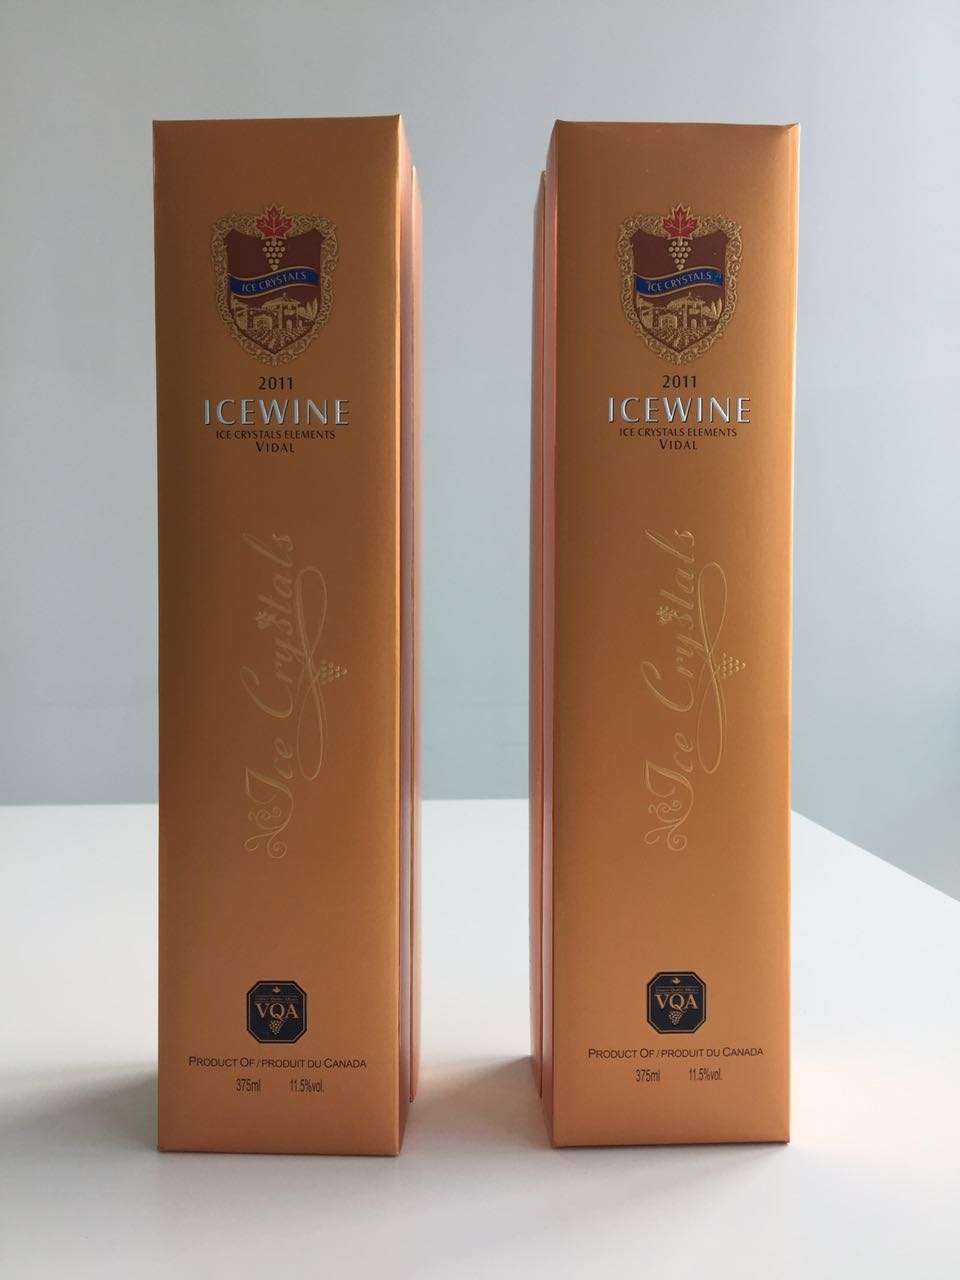 ICE CRYSTALS
2011
ICEWINE
ICE CRYSTALS ELEMENTS
VIDAL
Ice Crystals
VQA
PRODUCT OF/PRODUIT DU CANADA
375ml 11.5%vol.
ICE CRYSTALS
2011
ICEWINE
ICE CRYSTALS ELEMENTS
VIDAL
Ice Crystals
VQA
PRODUCT OF/PRODUIT DU CANADA
375ml 11.5%vol.